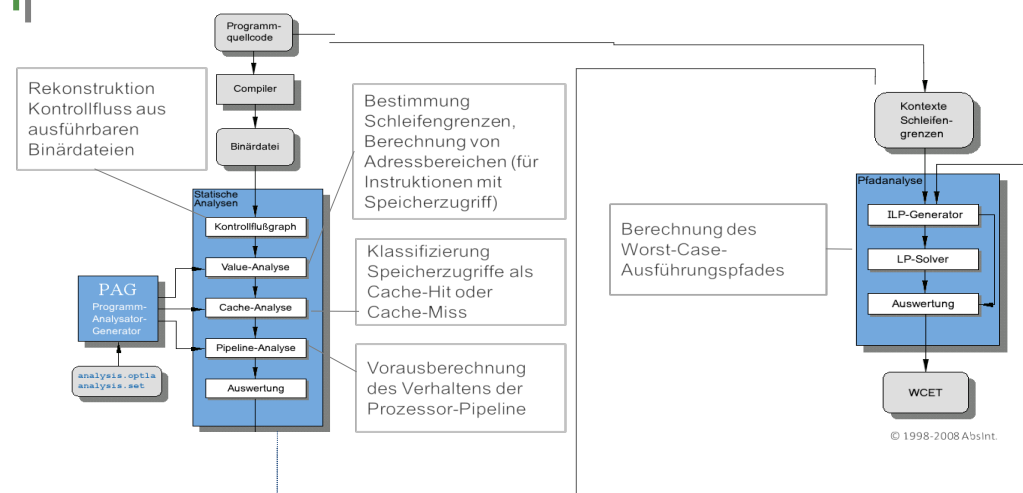 Programm-
quellcode
Compiler
Binärdatei
Rekonstruktion
Kontrollfluss aus
ausführbaren
Binärdateien
Bestimmung
Schleifengrenzen,
Berechnung von
Adressbereichen (für
Instruktionen mit
Speicherzugriff)
Statische
Analysen
Kontrollflußgraph
Value-Analyse
Cache-Analyse
Pipeline-Analyse
Auswertung
PAG
Programm-
Analysator-
Generator
analysis.optla
analysis.set
Klassifizierung
Speicherzugriffe als
Cache-Hit oder
Cache-Miss
Vorausberechnung
des Verhaltens der
Prozessor-Pipeline
Kontexte
Schleifen-
grenzen
Pfadanalyse
ILP-Generator
LP-Solver
Auswertung
Berechnung des
Worst-Case-
Ausführungspfades
WCET
© 1998-2008 AbsInt.